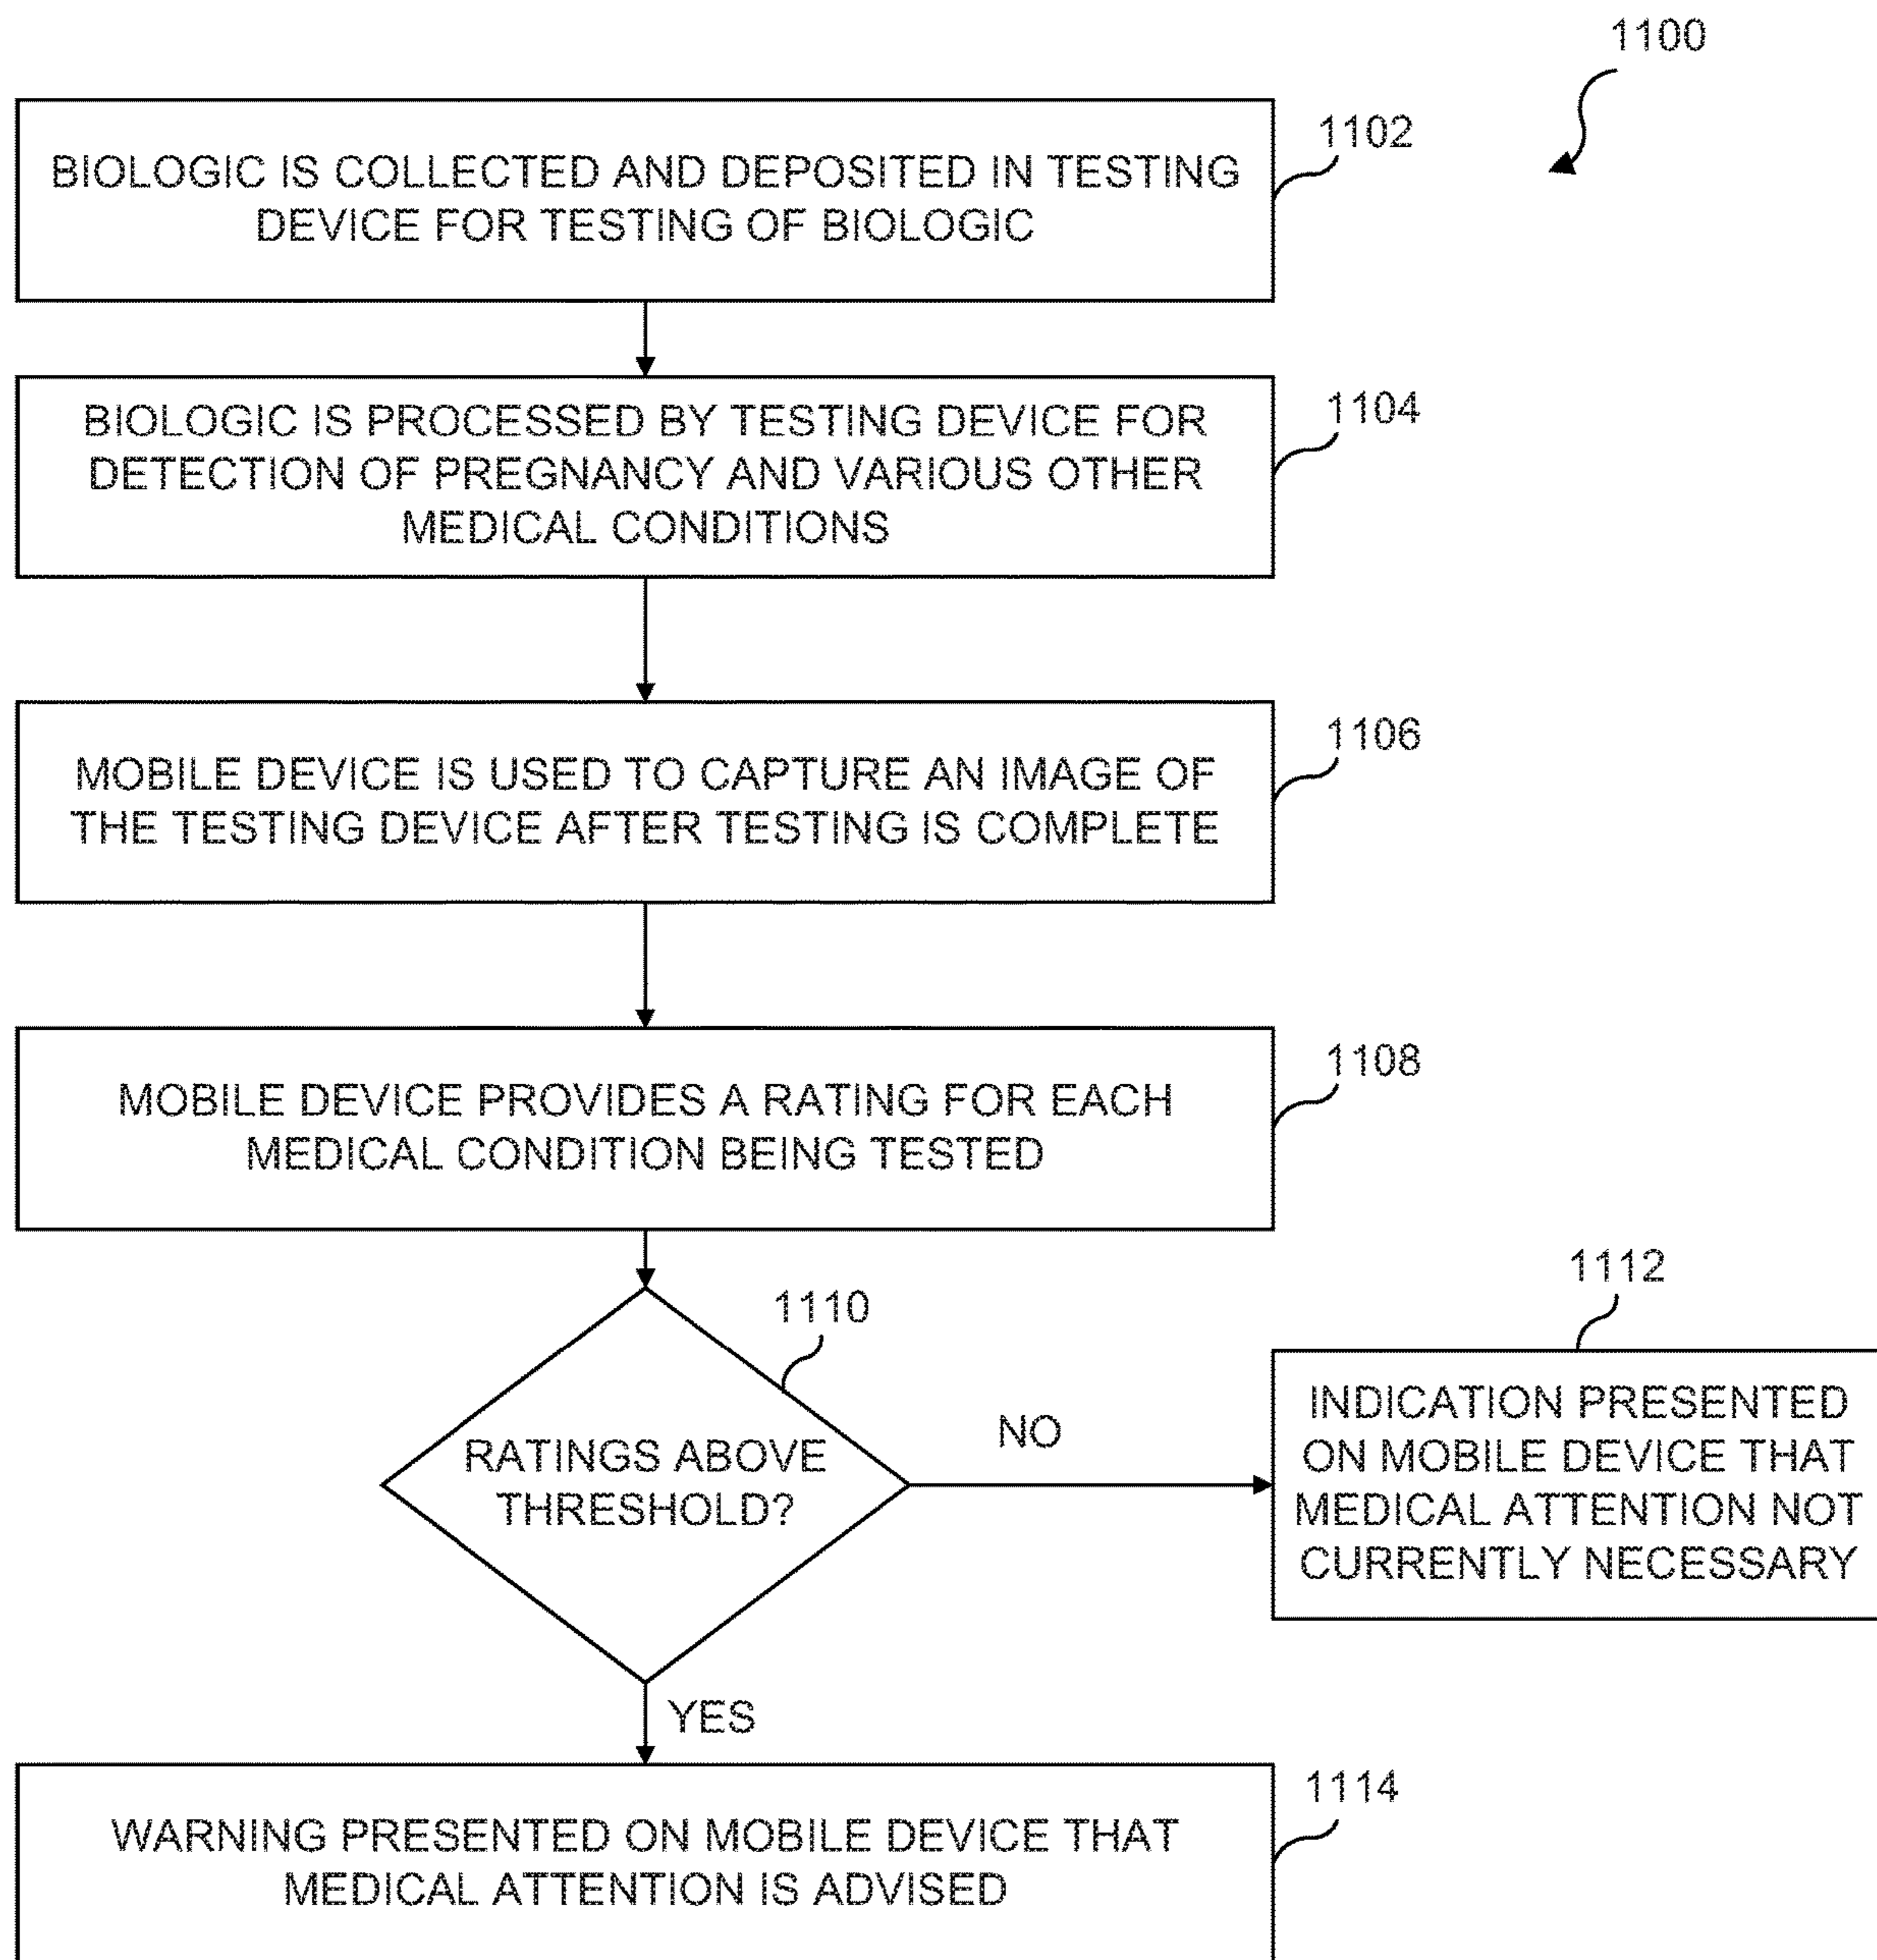 1100
1102
BIOLOGIC IS COLLECTED AND DEPOSITED IN TESTING
DEVICE FOR TESTING OF BIOLOGIC
1104
BIOLOGIC IS PROCESSED BY TESTING DEVICE FOR
DETECTION OF PREGNANCY AND VARIOUS OTHER
MEDICAL CONDITIONS
1106
MOBILE DEVICE IS USED TO CAPTURE AN IMAGE OF
THE TESTING DEVICE AFTER TESTING IS COMPLETE
1108
MOBILE DEVICE PROVIDES A RATING FOR EACH
MEDICAL CONDITION BEING TESTED
1110
RATINGS ABOVE
THRESHOLD?
NO
1112
INDICATION PRESENTED
ON MOBILE DEVICE THAT
MEDICAL ATTENTION NOT
CURRENTLY NECESSARY
YES
1114
WARNING PRESENTED ON MOBILE DEVICE THAT
MEDICAL ATTENTION IS ADVISED